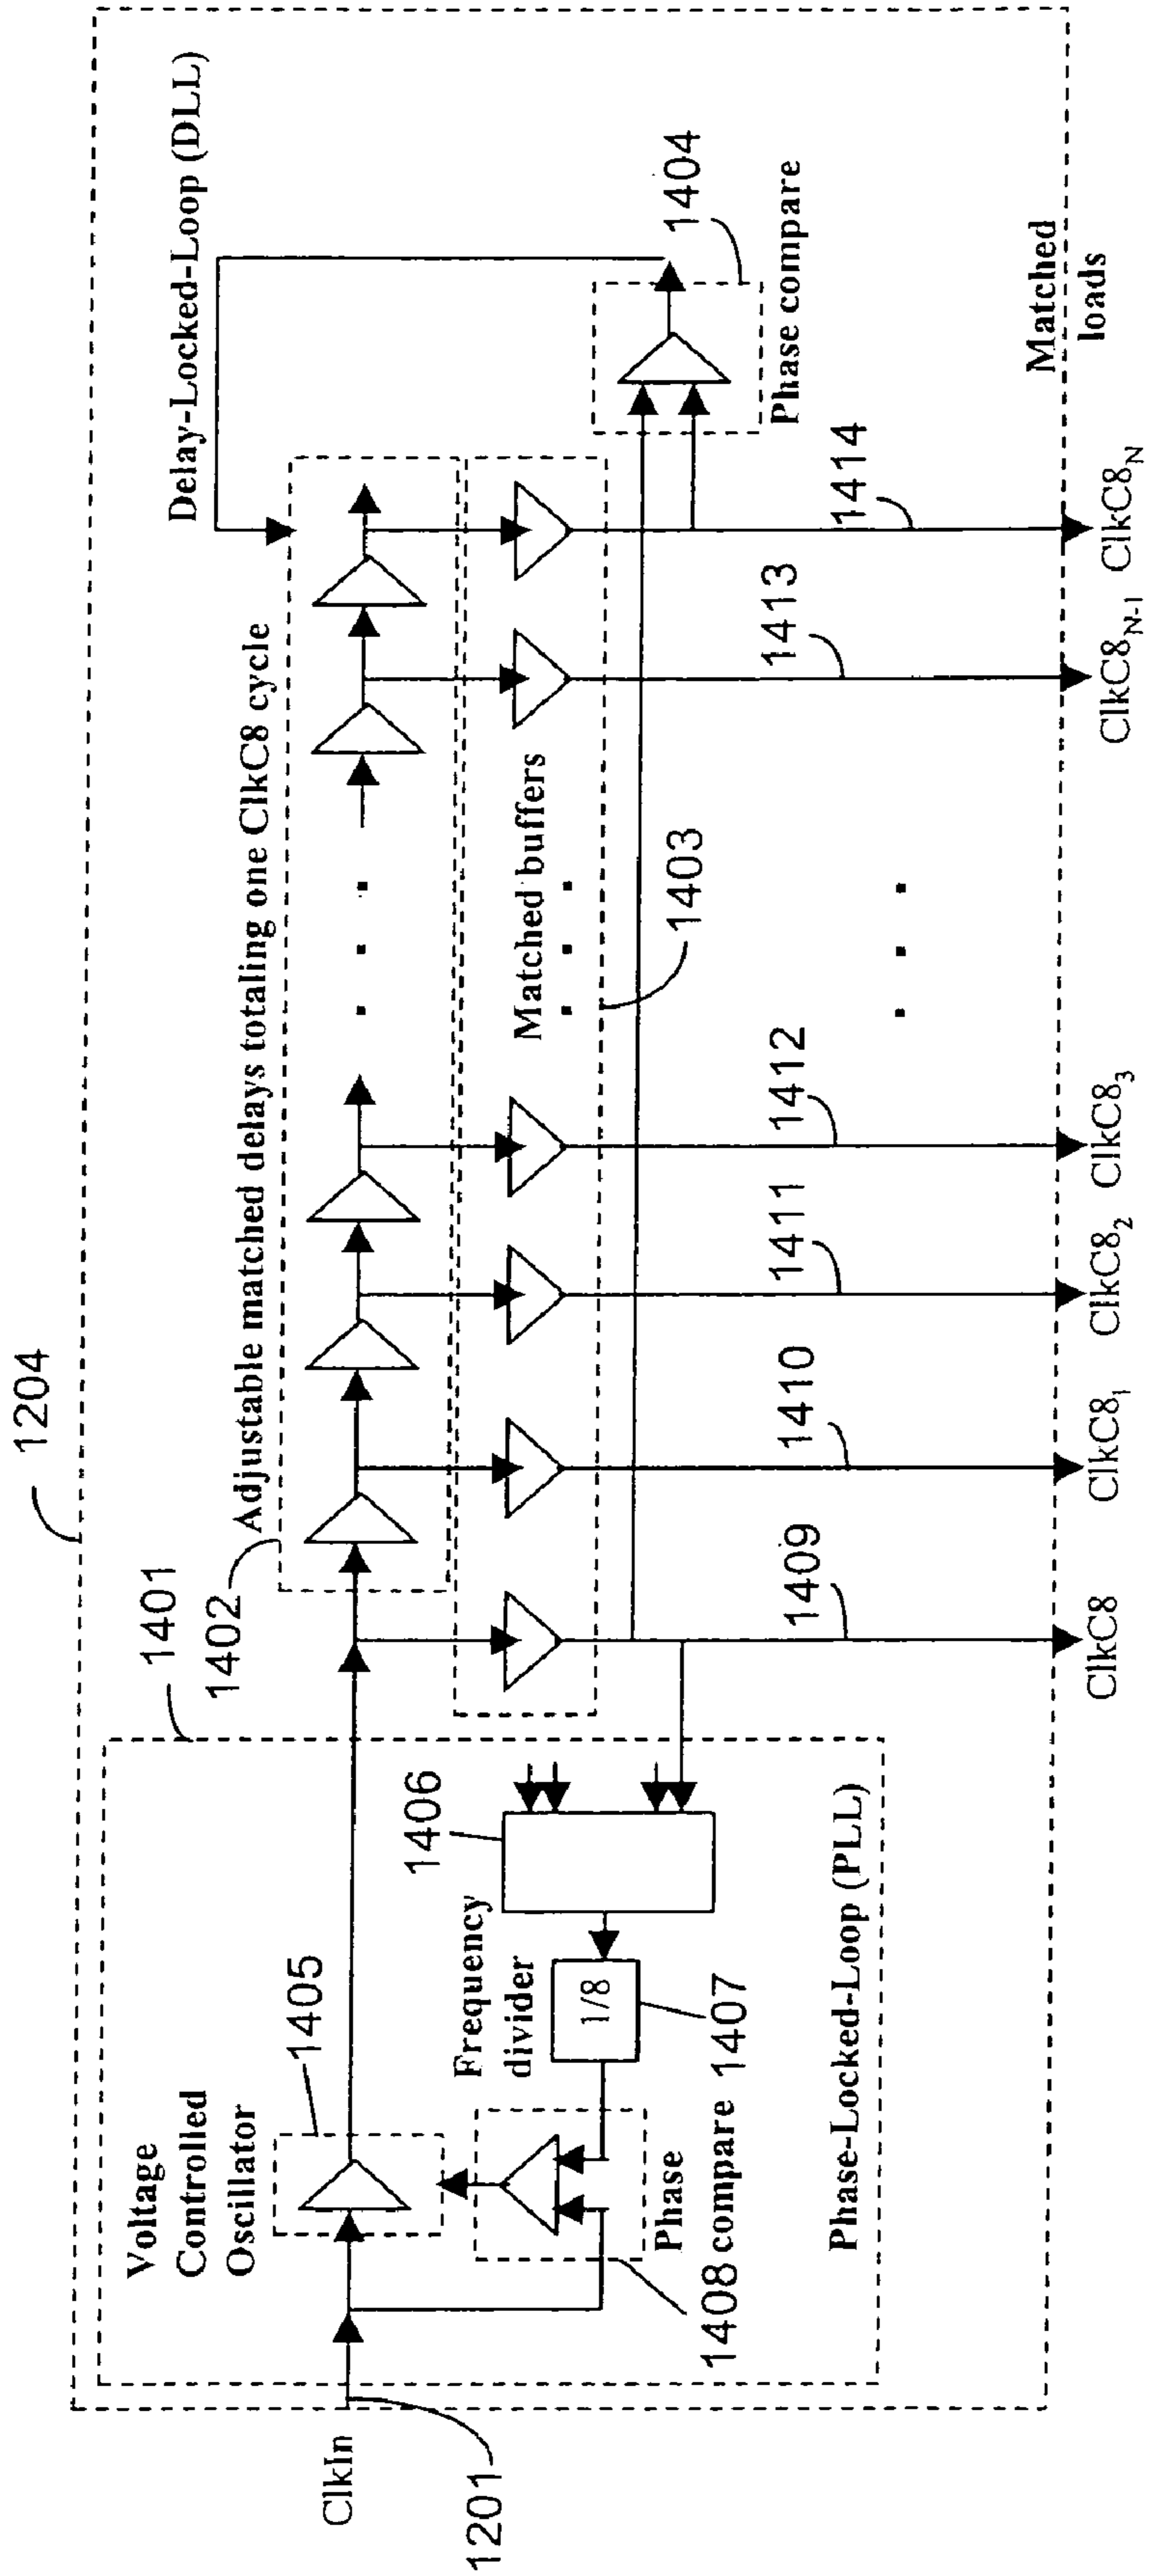 1204
Delay-Locked-Loop (DLL)
1401
1402
Adjustable matched delays totaling one ClkC8 cycle
Voltage
Controlled
Oscillator
1405
ClkIn
1201
Frequency
divider
1406
1/8
1407
Phase
compare
1408
Phase-Locked-Loop (PLL)
Matched buffers
1403
1404
Phase compare
1409
1410
1411
1412
1413
1414
Matched
loads
ClkC8
ClkC8₁
ClkC8₂
ClkC8₃
ClkC8N-1
ClkC8N